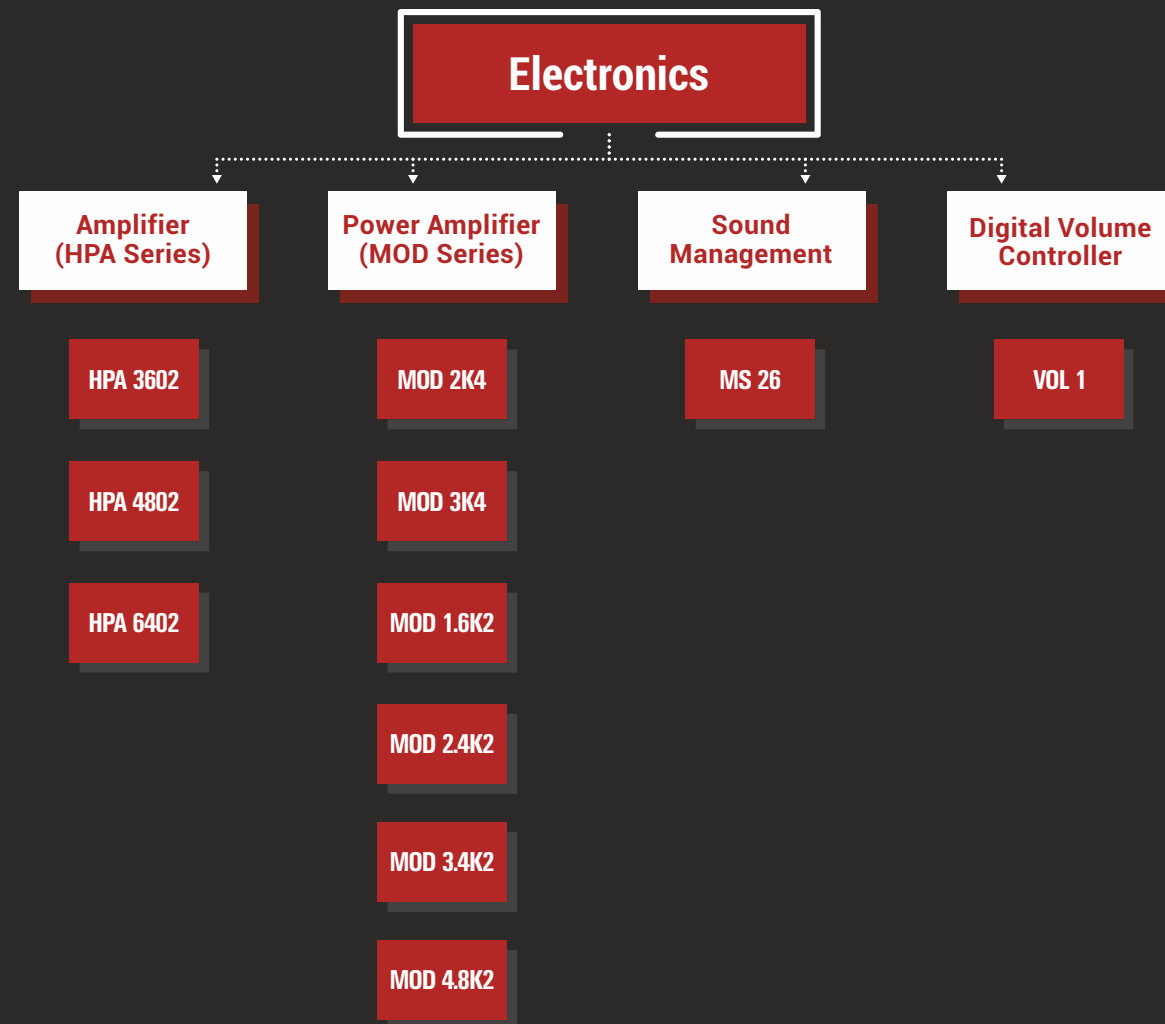 Electronics
Amplifier
(HPA Series)
Power Amplifier
(MOD Series)
Sound
Management
Digital Volume
Controller
HPA 3602
MOD 2K4
MS 26
VOL 1
HPA 4802
MOD 3K4
HPA 6402
MOD 1.6K2
MOD 2.4K2
MOD 3.4K2
MOD 4.8K2